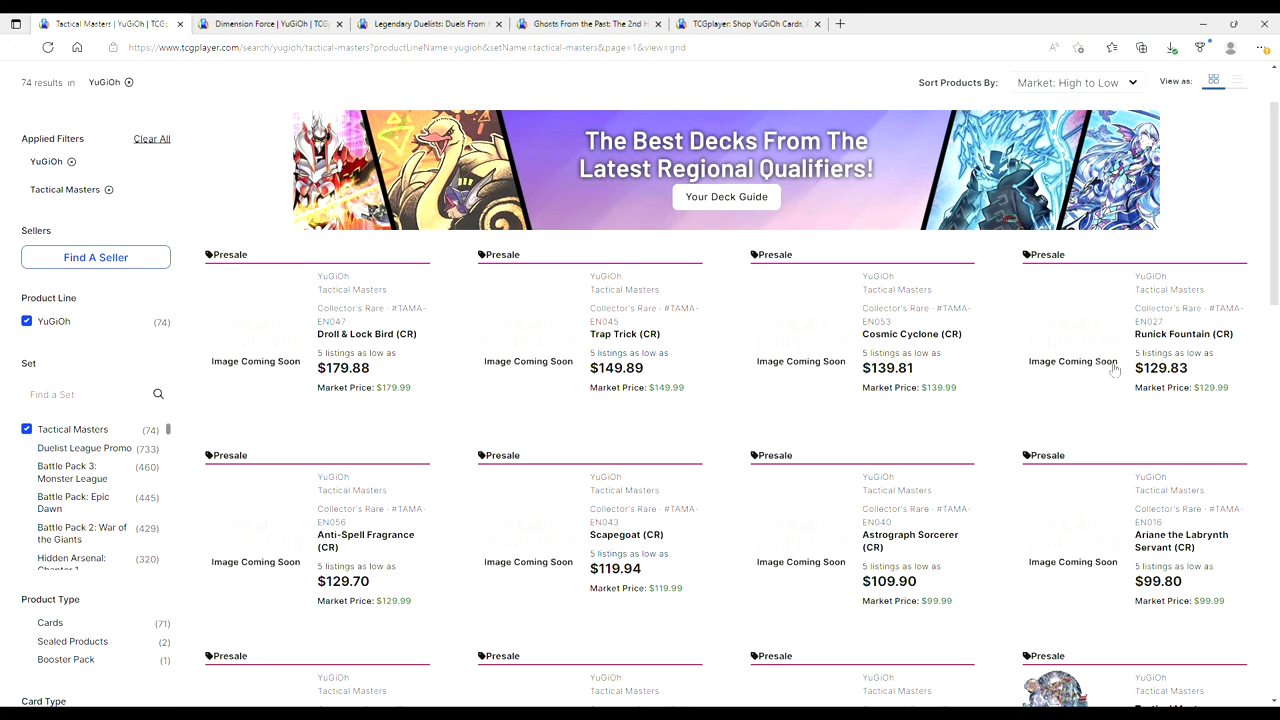 Tactical Masters | YuGiOh | TCG
Dimension Force | YuGiOh | TCG
Legendary Duelists: Duels From
Ghosts From the Past: The 2nd H
TCGplayer: Shop YuGiOh Cards,
https://www.tcgplayer.com/search/yugioh/tactical-masters?productLineName=yugioh&setName=tactical-masters&page=1&view=grid
74 results in YuGiOh
Sort Products By: Market: High to Low
View as:
Applied Filters
Clear All
YuGiOh
Tactical Masters
Sellers
Find A Seller
Product Line
YuGiOh (74)
Set
Find a Set
Tactical Masters (74)
Duelist League Promo (733)
Battle Pack 3: (460)
Monster League
Battle Pack: Epic (445)
Dawn
Battle Pack 2: War of (429)
the Giants
Hidden Arsenal: (320)
Chapter 1
Product Type
Cards (71)
Sealed Products (2)
Booster Pack (1)
Card Type
The Best Decks From The
Latest Regional Qualifiers!
Your Deck Guide
Presale
YuGiOh
Tactical Masters
Collector's Rare · #TAMA-
EN047
Droll & Lock Bird (CR)
5 listings as low as
Image Coming Soon
$179.88
Market Price: $179.99
Presale
YuGiOh
Tactical Masters
Collector's Rare · #TAMA-
EN045
Trap Trick (CR)
5 listings as low as
Image Coming Soon
$149.89
Market Price: $149.99
Presale
YuGiOh
Tactical Masters
Collector's Rare · #TAMA-
EN053
Cosmic Cyclone (CR)
5 listings as low as
Image Coming Soon
$139.81
Market Price: $139.99
Presale
YuGiOh
Tactical Masters
Collector's Rare · #TAMA-
EN027
Runick Fountain (CR)
5 listings as low as
Image Coming Soon
$129.83
Market Price: $129.99
Presale
YuGiOh
Tactical Masters
Collector's Rare · #TAMA-
EN056
Anti-Spell Fragrance
(CR)
Image Coming Soon
5 listings as low as
$129.70
Market Price: $129.99
Presale
YuGiOh
Tactical Masters
Collector's Rare · #TAMA-
EN043
Scapegoat (CR)
5 listings as low as
Image Coming Soon
$119.94
Market Price: $119.99
Presale
YuGiOh
Tactical Masters
Collector's Rare · #TAMA-
EN040
Astrograph Sorcerer
(CR)
Image Coming Soon
5 listings as low as
$109.90
Market Price: $99.99
Presale
YuGiOh
Tactical Masters
Collector's Rare · #TAMA-
EN016
Ariane the Labrynth
Servant (CR)
Image Coming Soon
5 listings as low as
$99.80
Market Price: $99.99
Presale
YuGiOh
Tactical Masters
Presale
YuGiOh
Tactical Masters
Presale
YuGiOh
Tactical Masters
Presale
YuGiOh
Tactical Masters